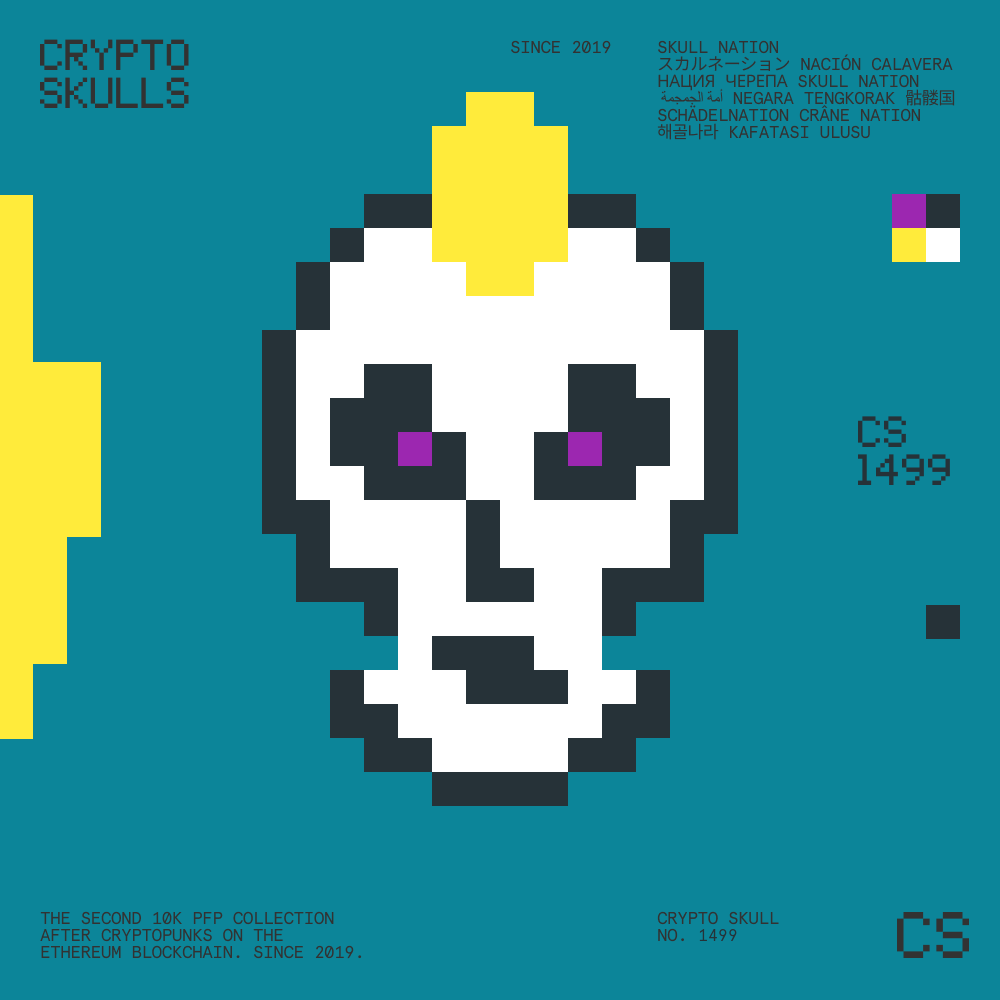 CRYPTO
SKULLS
SINCE 2019
SKULL NATION
スカルネーション NACIÓN CALAVERA
НАЦИЯ ЧЕРЕПА SKULL NATION
أمة الجمجمة NEGARA TENGKORAK 骷髅国
SCHÄDELNATION CRÂNE NATION
해골나라 KAFATASI ULUSU
CS
1499
THE SECOND 10K PFP COLLECTION
AFTER CRYPTOPUNKS ON THE
ETHEREUM BLOCKCHAIN. SINCE 2019.
CRYPTO SKULL
NO. 1499
CS